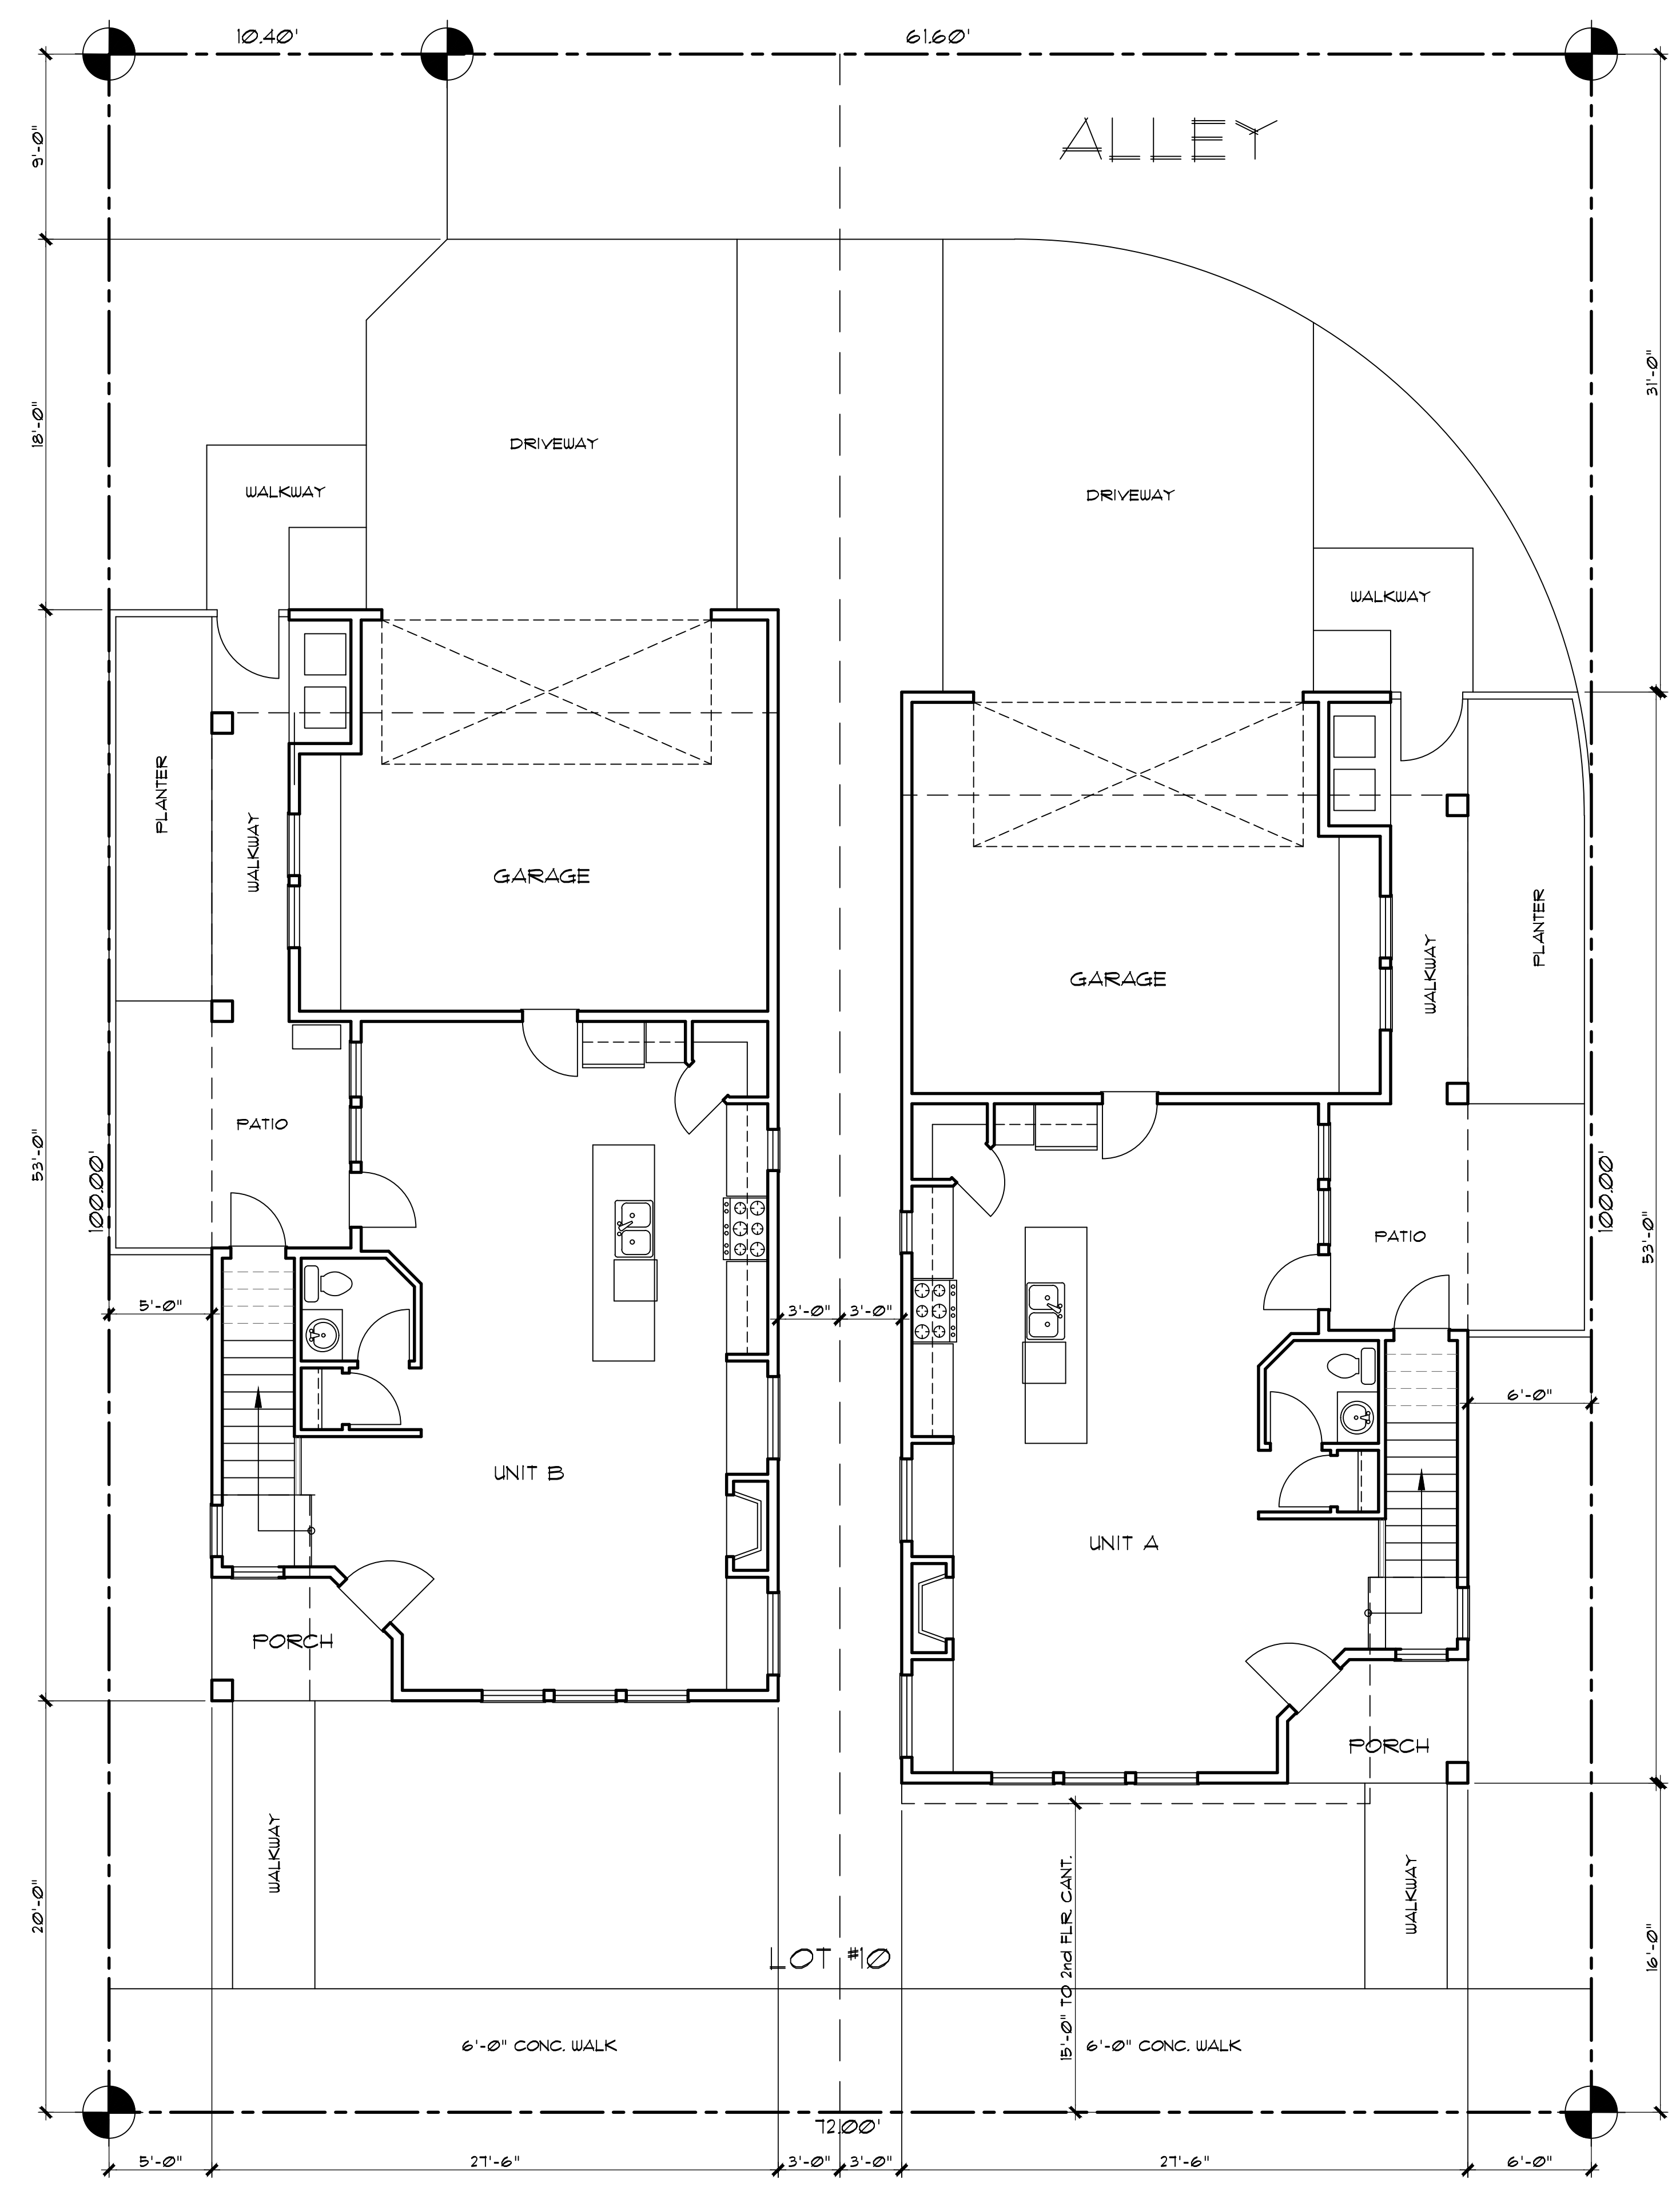 10.40'
61.60'
ALLEY
9'-0"
31'-0"
18'-0"
DRIVEWAY
WALKWAY
DRIVEWAY
WALKWAY
PLANTER
WALKWAY
GARAGE
GARAGE
WALKWAY
PLANTER
53'-0"
100.00'
PATIO
PATIO
100.00'
53'-0"
5'-0"
3'-0"
3'-0"
6'-0"
UNIT B
UNIT A
PORCH
PORCH
WALKWAY
WALKWAY
20'-0"
LOT #10
15'-0" TO 2nd FLR CANT.
16'-0"
6'-0" CONC. WALK
6'-0" CONC. WALK
72.00'
5'-0"
27'-6"
3'-0"
3'-0"
27'-6"
6'-0"